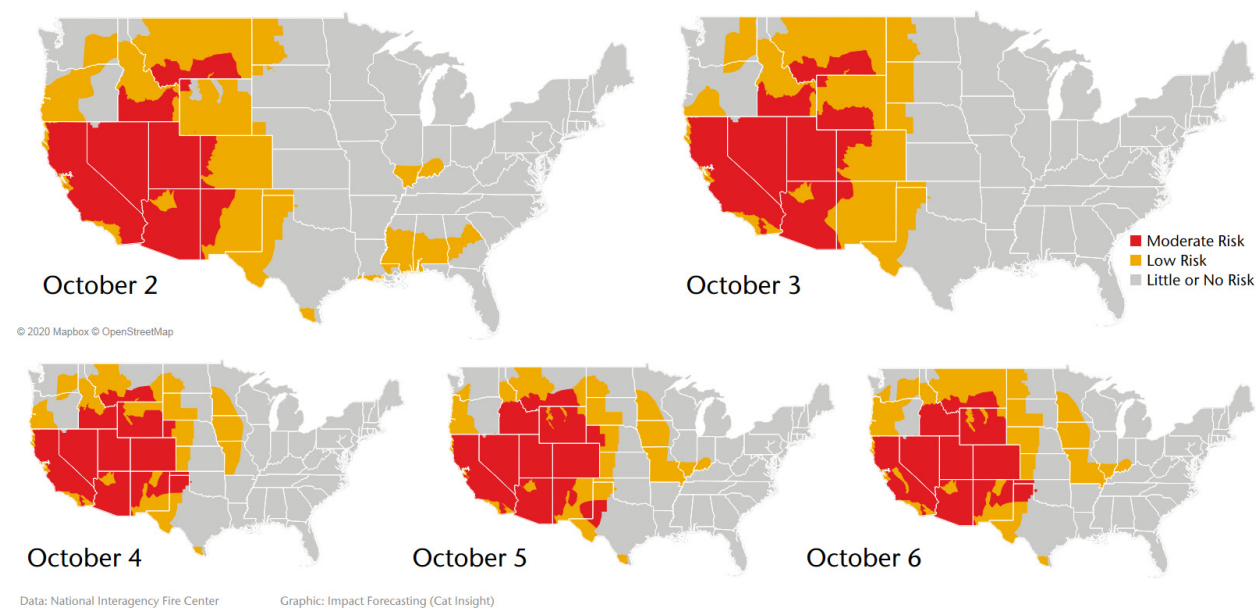 October 2
October 3
Moderate Risk
Low Risk
Little or No Risk
© 2020 Mapbox © OpenStreetMap
October 4
October 5
October 6
Data: National Interagency Fire Center
Graphic: Impact Forecasting (Cat Insight)